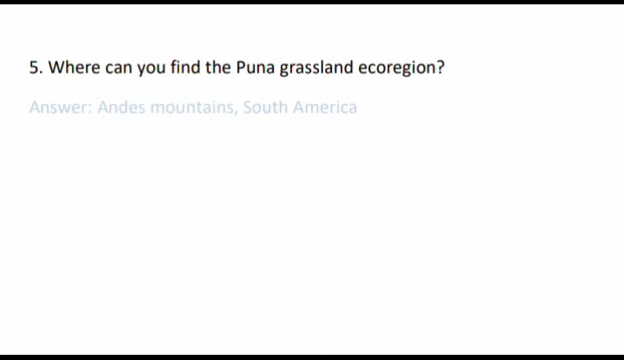 5. Where can you find the Puna grassland ecoregion?
Answer: Andes mountains, South America